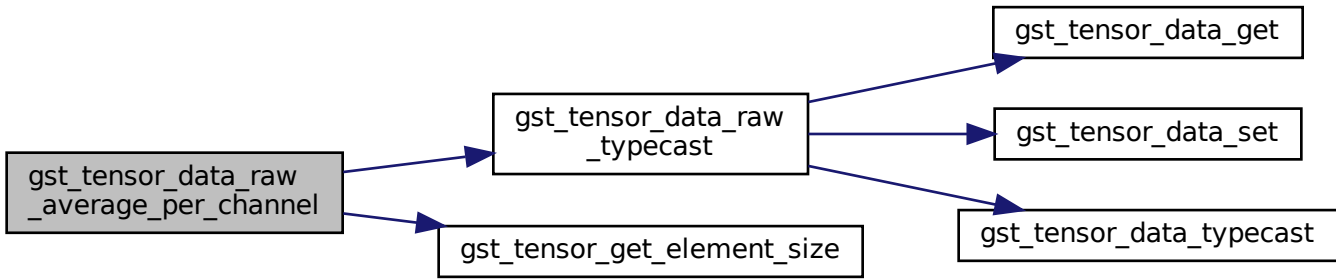 gst_tensor_data_raw
_average_per_channel
gst_tensor_data_raw
_typecast
gst_tensor_get_element_size
gst_tensor_data_get
gst_tensor_data_set
gst_tensor_data_typecast